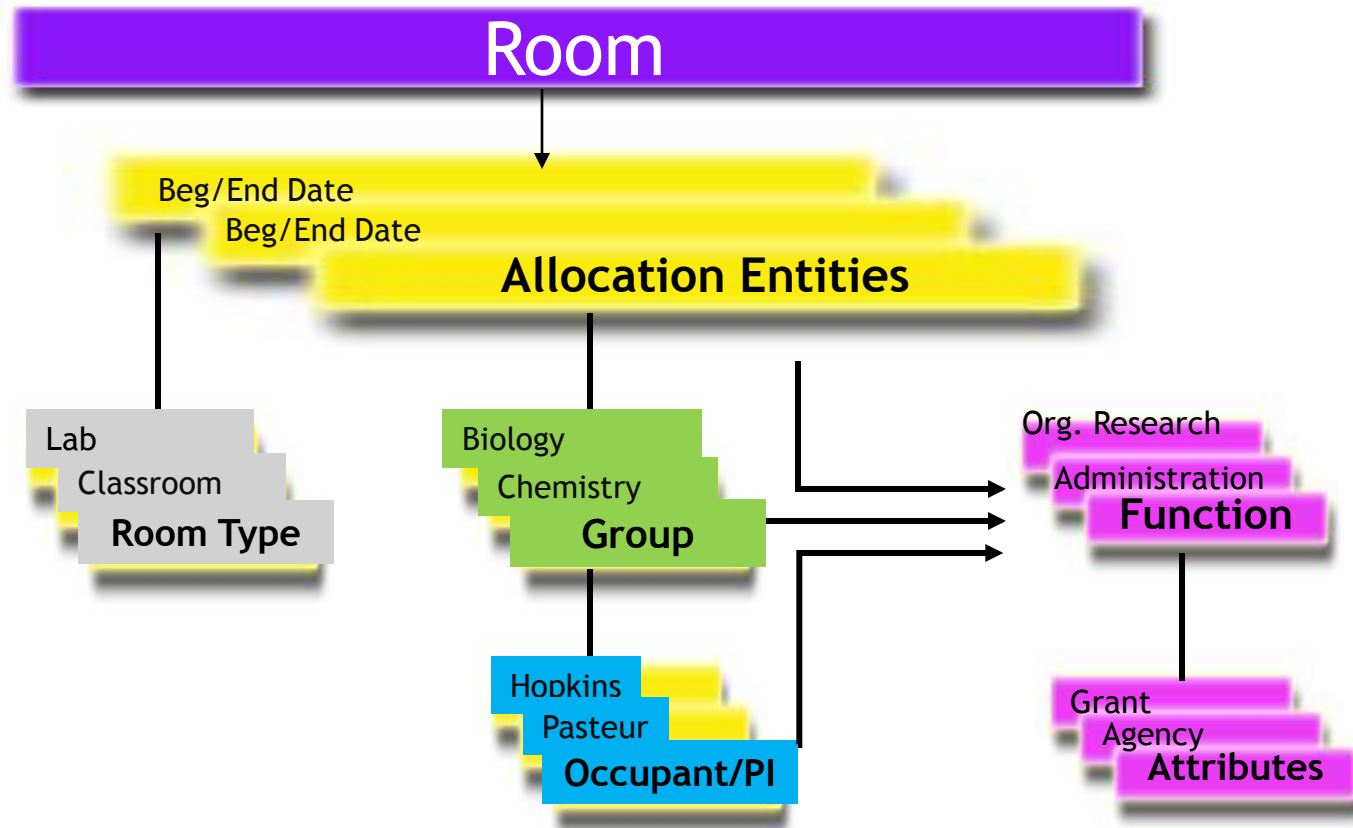 Room
Beg/End Date
Beg/End Date
Allocation Entities
Lab
Classroom
Room Type
Biology
Chemistry
Group
Org. Research
Administration
Function
Hopkins
Pasteur
Occupant/PI
Grant
Agency
Attributes